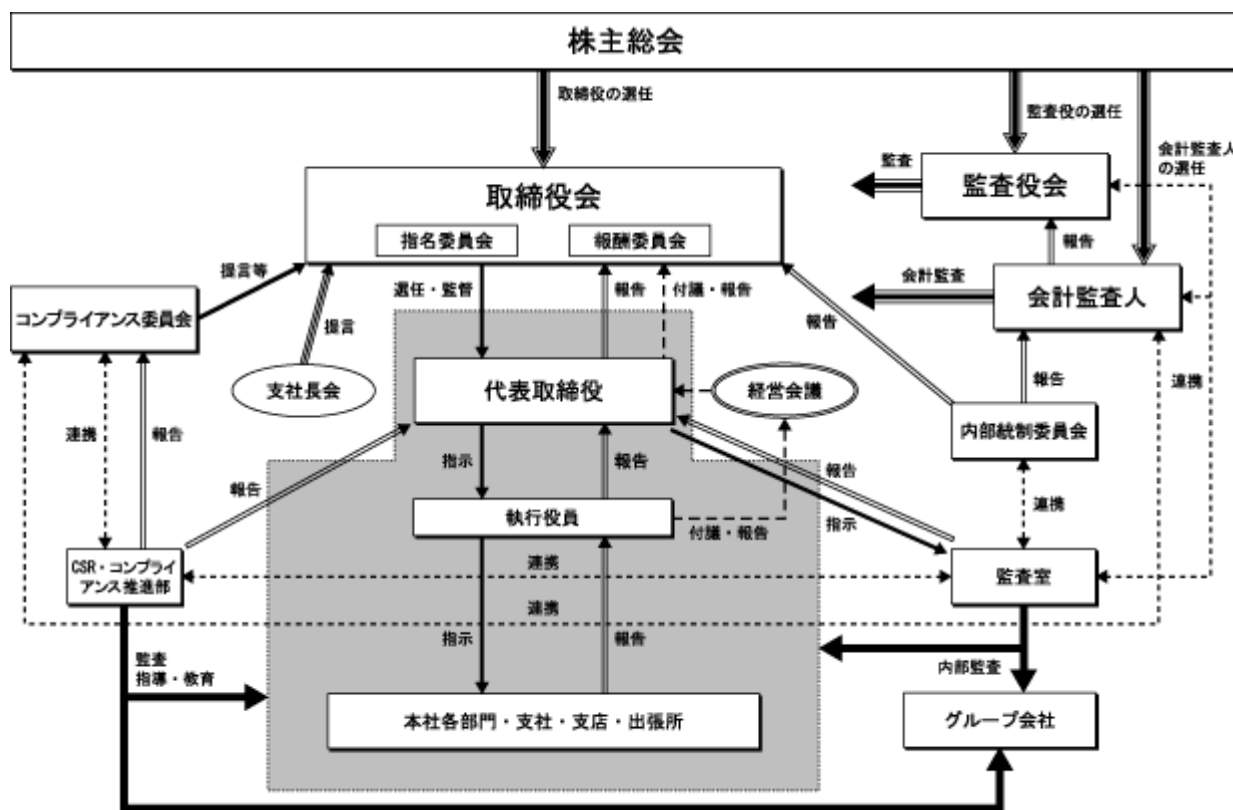 株主総会
取締役の選任
監査役の選任
会計監査人
の選任
監査
監査役会
取締役会
指名委員会
報酬委員会
報告
提言等
選任・監督
報告
付議・報告
会計監査
会計監査人
コンプライアンス委員会
提言
報告
支社長会
代表取締役
経営会議
報告
連携
内部統制委員会
連携
報告
指示
報告
報告
報告
連携
指示
執行役員
付議・報告
CSR・コンプライ
アンス推進部
連携
監査室
連携
指示
報告
監査
指導・教育
内部監査
本社各部門・支社・支店・出張所
グループ会社